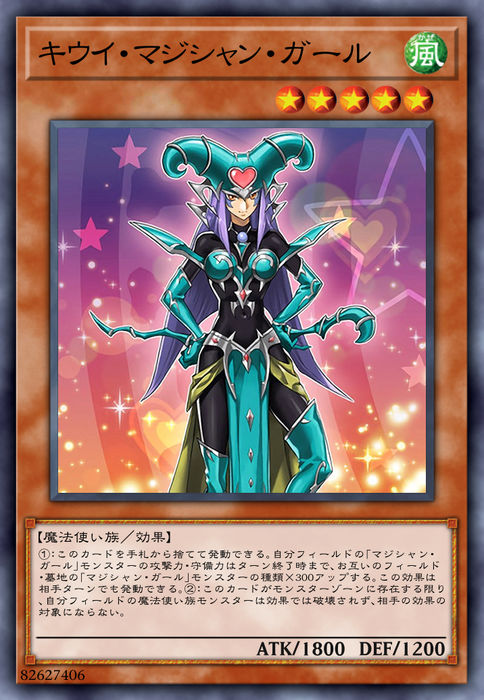 キウイ・マジシャン・ガール
かぜ
風
【魔法使い族／効果】
①:このカードを手札から捨てて発動できる。自分フィールドの「マジシャン・
ガール」モンスターの攻撃力・守備力はターン終了時まで、お互いのフィールド
・墓地の「マジシャン・ガール」モンスターの種類×300アップする。この効果は
相手ターンでも発動できる。②:このカードがモンスターゾーンに存在する限り
、自分フィールドの魔法使い族モンスターは効果では破壊されず、相手の効果の
対象にならない。
ATK/1800 DEF/1200
82627406